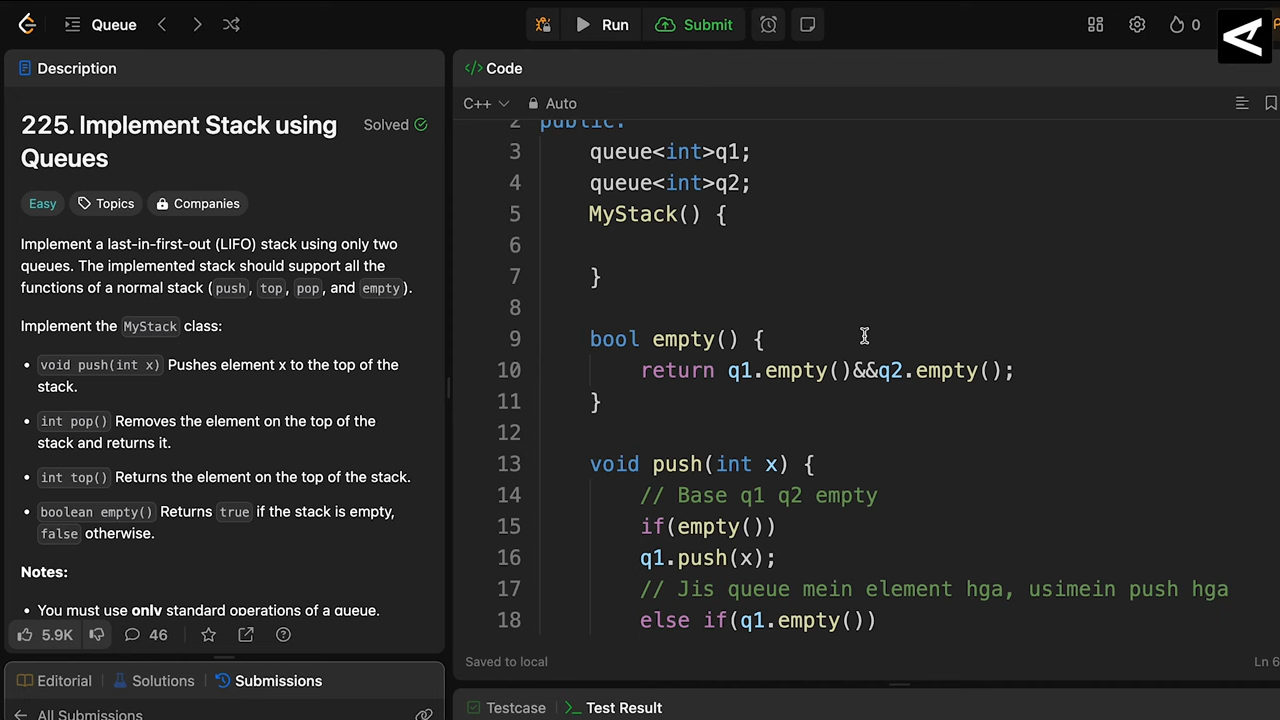 Queue
Run
Submit
0
Description
225. Implement Stack using
Queues
Solved
Easy
Topics
Companies
Implement a last-in-first-out (LIFO) stack using only two
queues. The implemented stack should support all the
functions of a normal stack (push, top, pop, and empty).
Implement the MyStack class:
• void push(int x) Pushes element x to the top of the
stack.
• int pop() Removes the element on the top of the
stack and returns it.
• int top() Returns the element on the top of the stack.
• boolean empty() Returns true if the stack is empty,
false otherwise.
Notes:
• You must use only standard operations of a queue.
5.9K
46
Editorial
Solutions
Submissions
All Submissions
</> Code
C++
Auto
2 public:
3 queue<int>q1;
4 queue<int>q2;
5 MyStack() {
6
7 }
8
9 bool empty() {
10 return q1.empty()&&q2.empty();
11 }
12
13 void push(int x) {
14 // Base q1 q2 empty
15 if(empty())
16 q1.push(x);
17 // Jis queue mein element hga, usimein push hga
18 else if(q1.empty())
Saved to local
Ln 6
Testcase
Test Result